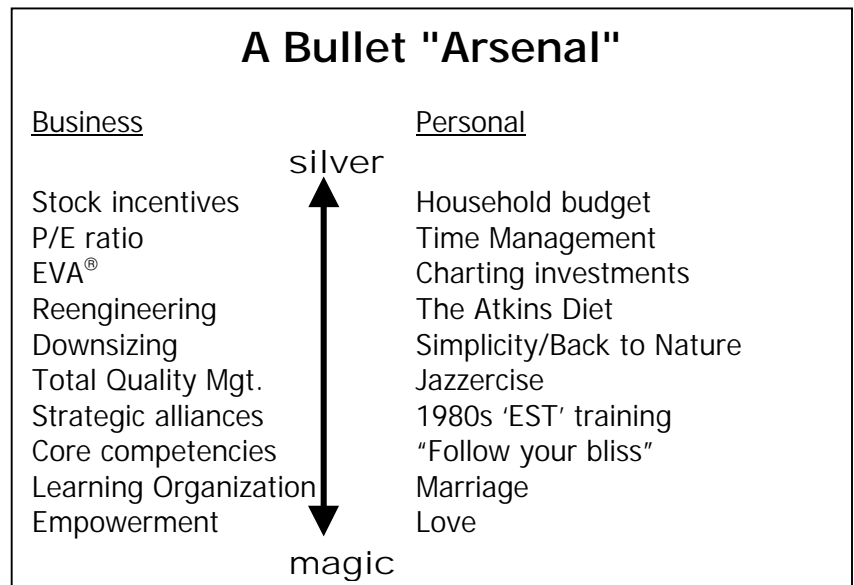 A Bullet "Arsenal"
Business Personal
silver
Stock incentives Household budget
P/E ratio Time Management
EVA® Charting investments
Reengineering The Atkins Diet
Downsizing Simplicity/Back to Nature
Total Quality Mgt. Jazzercise
Strategic alliances 1980s ‘EST’ training
Core competencies “Follow your bliss”
Learning Organization Marriage
Empowerment Love
magic